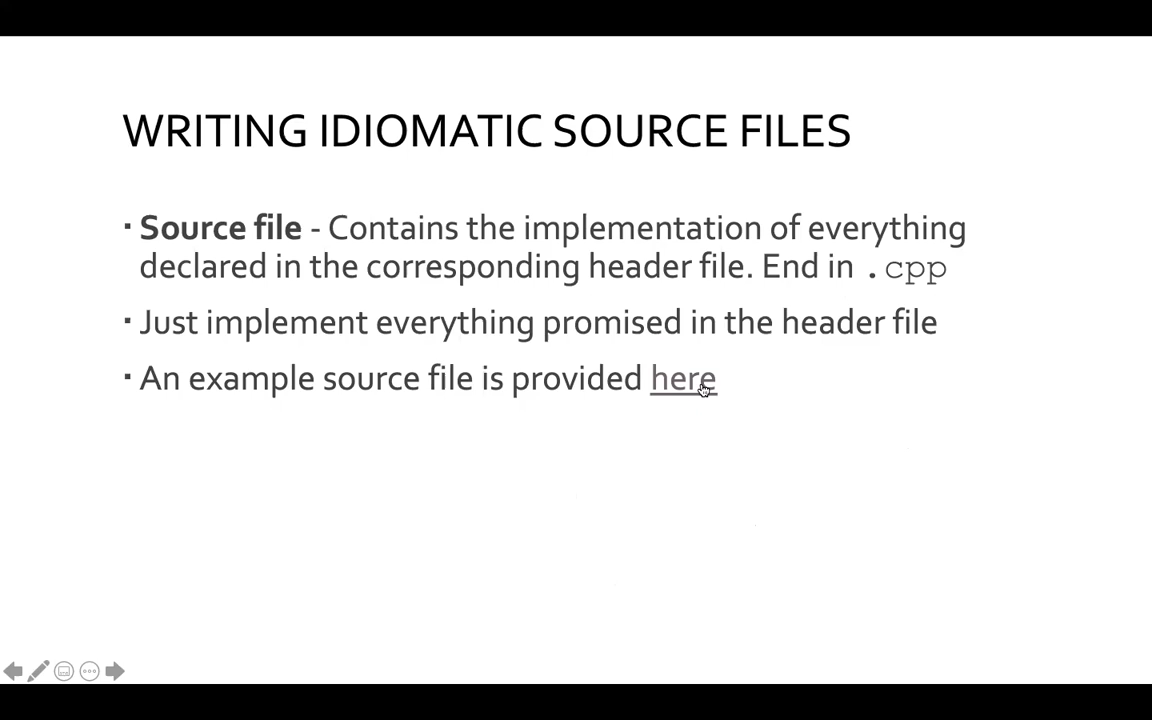 WRITING IDIOMATIC SOURCE FILES
▪ Source file - Contains the implementation of everything
declared in the corresponding header file. End in .cpp
▪ Just implement everything promised in the header file
▪ An example source file is provided here